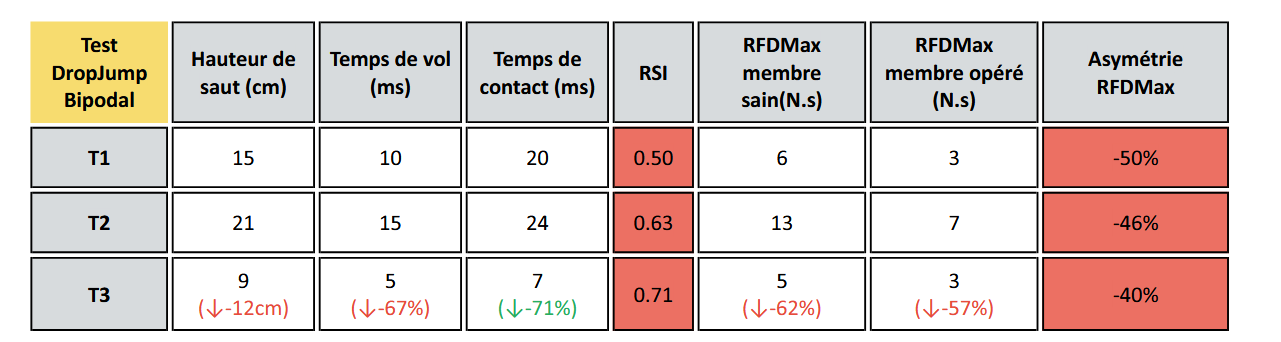 Test DropJump Bipodal | Hauteur de saut (cm) | Temps de vol (ms) | Temps de contact (ms) | RSI | RFDMax membre sain(N.s) | RFDMax membre opéré (N.s) | Asymétrie RFDMax
T1 | 15 | 10 | 20 | 0.50 | 6 | 3 | -50%
T2 | 21 | 15 | 24 | 0.63 | 13 | 7 | -46%
T3 | 9 (↓-12cm) | 5 (↓-67%) | 7 (↓-71%) | 0.71 | 5 (↓-62%) | 3 (↓-57%) | -40%